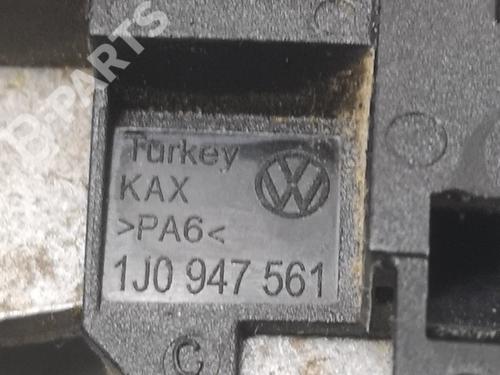 B-PARTS
Turkey
KAX
>PA6<
1J0 947 561
C